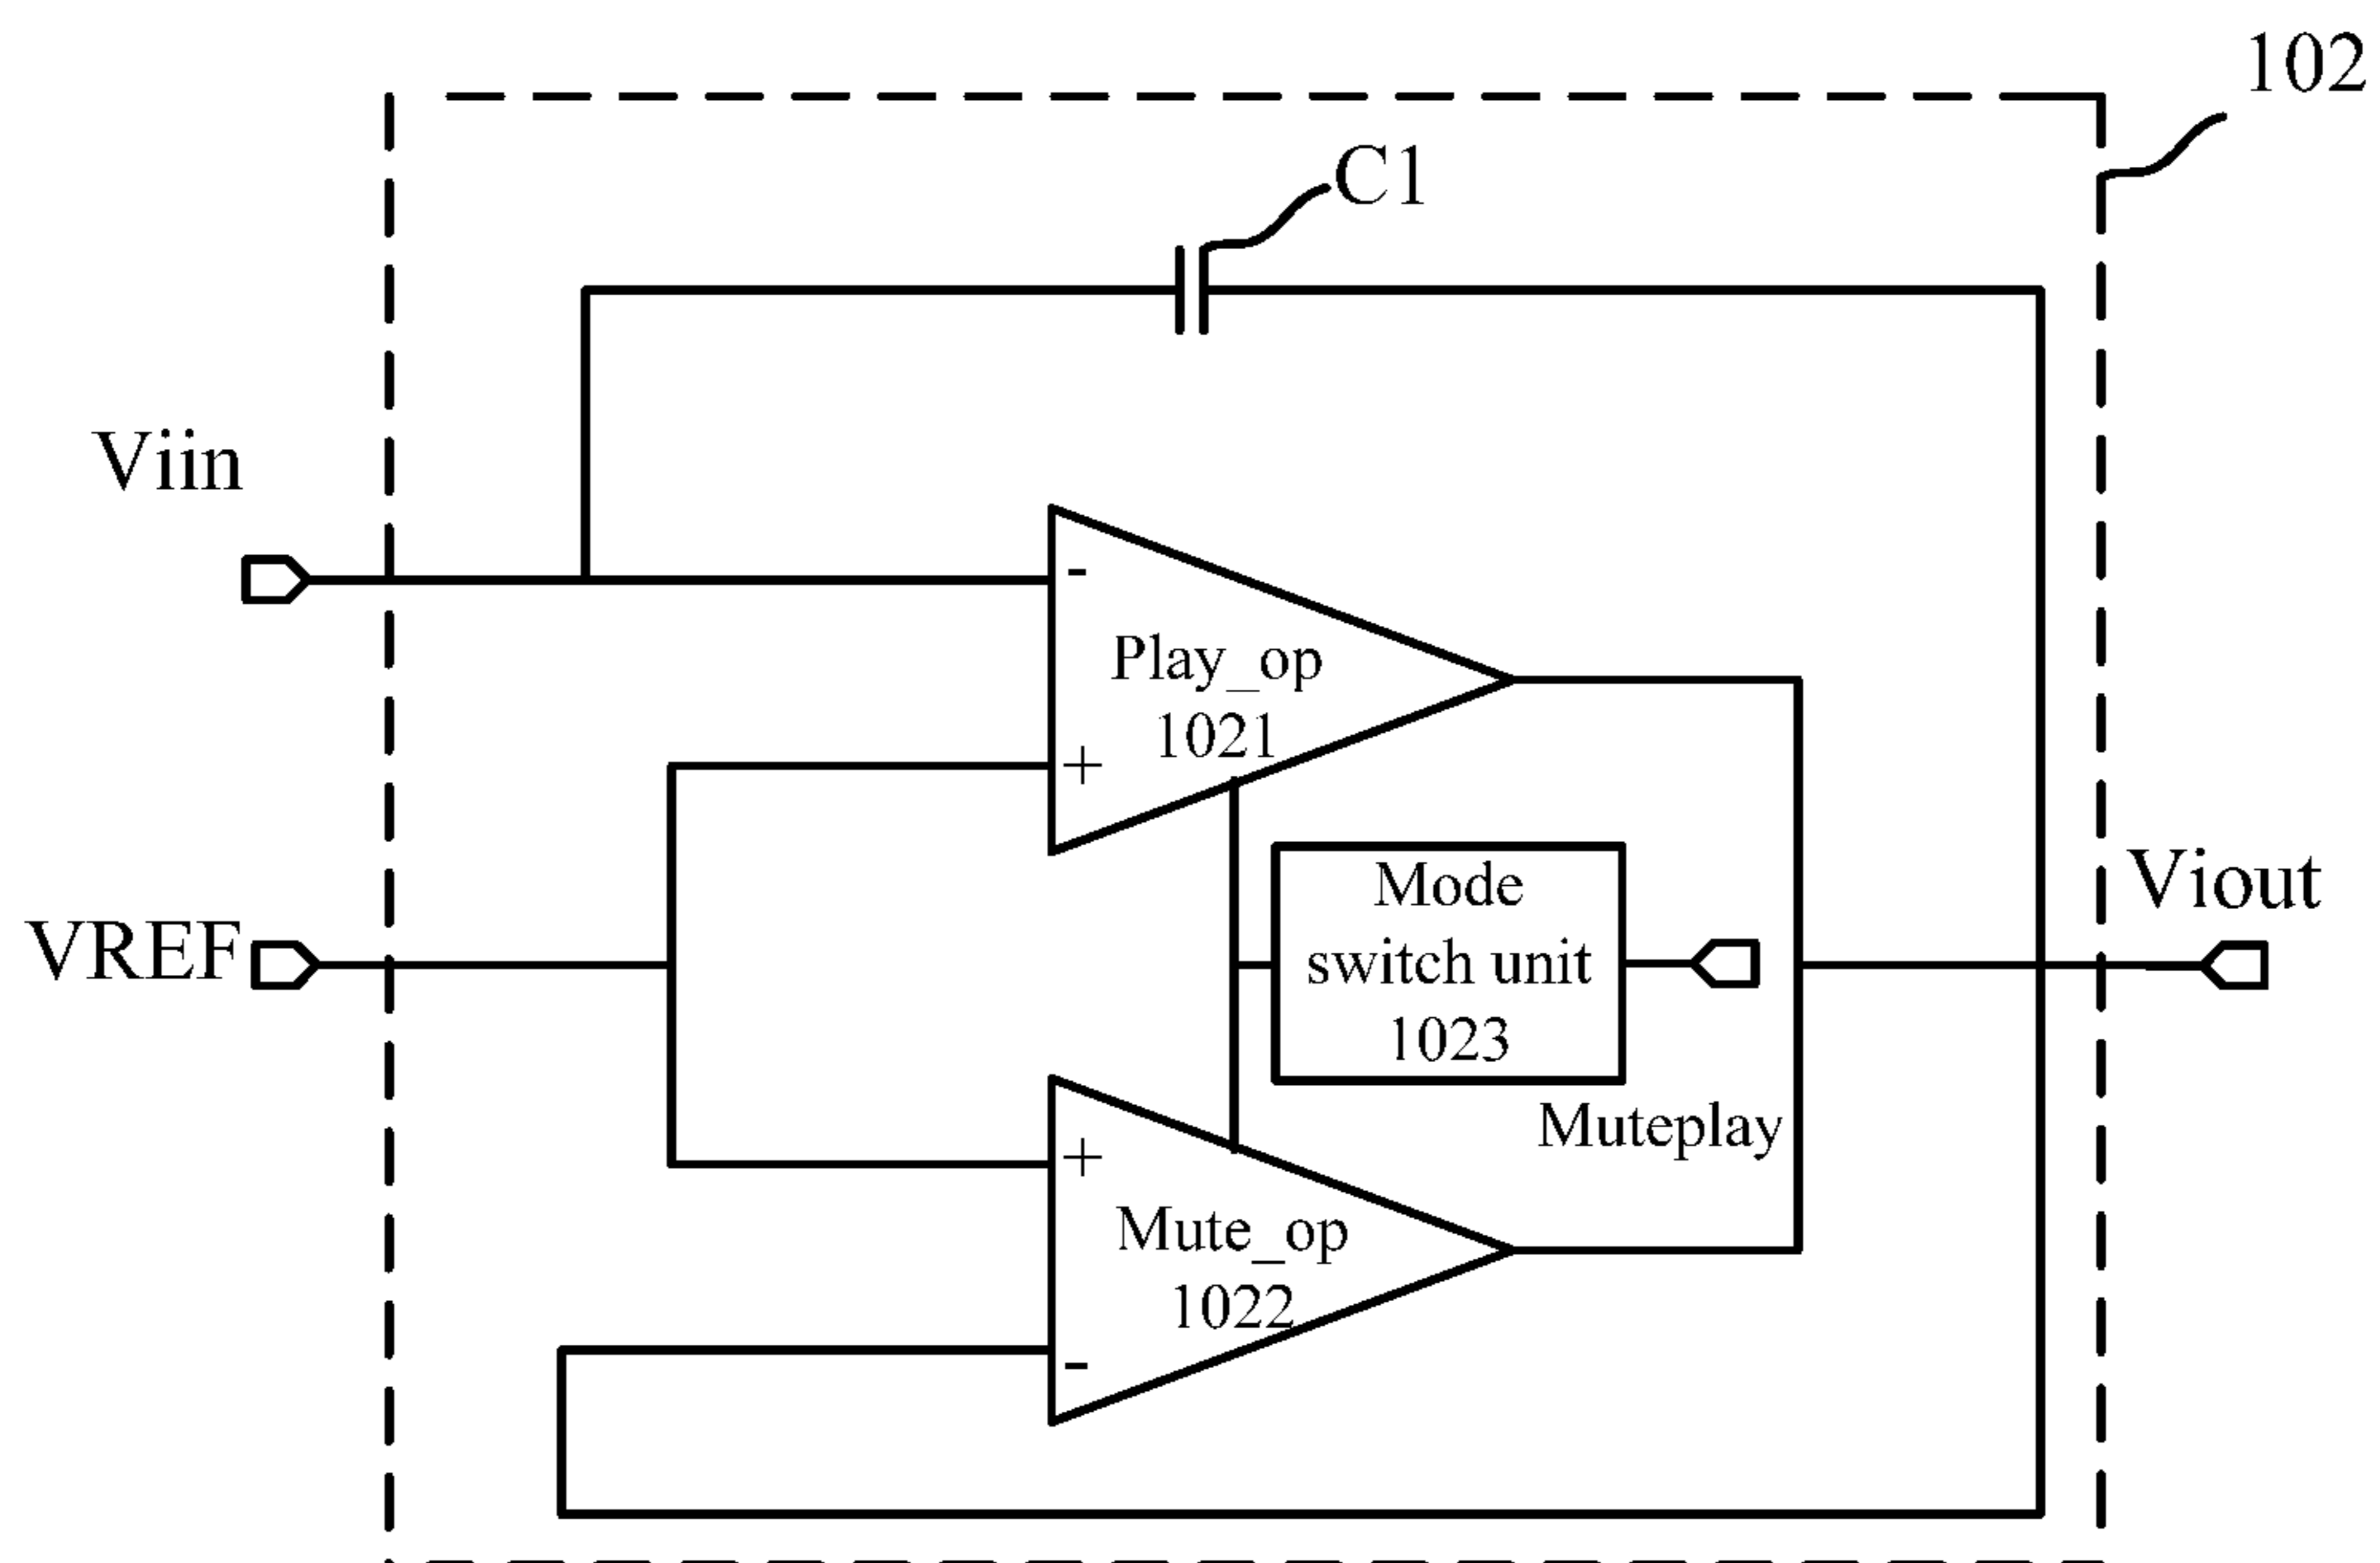 102
C1
Viin
-
Play_op
1021
+
Mode
switch unit
1023
VREF
Viout
Muteplay
+
Mute_op
1022
-